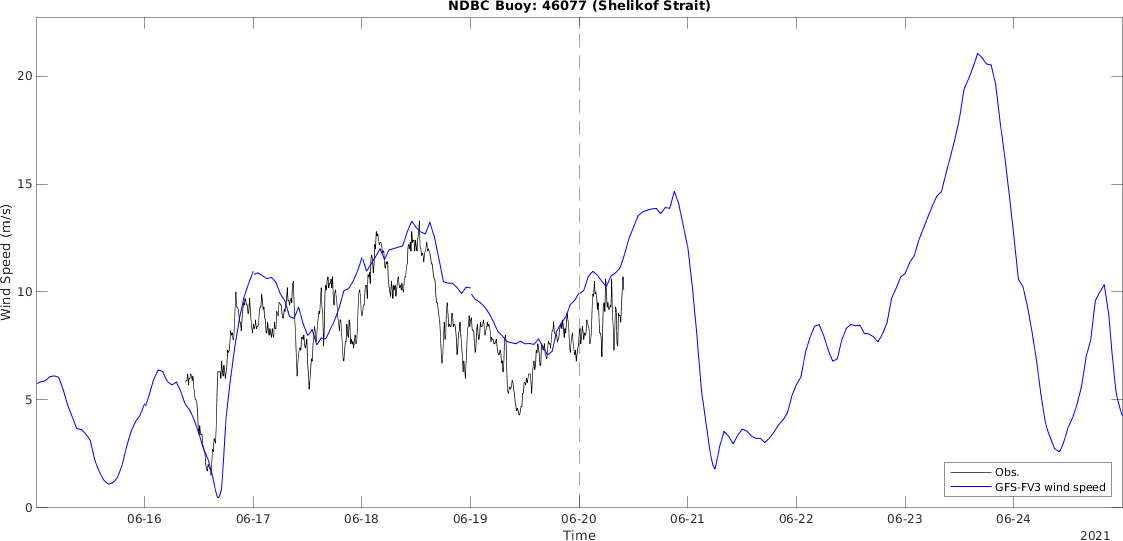 NDBC Buoy: 46077 (Shelikof Strait)
Wind Speed (m/s)
20
15
10
5
0
06-16 06-17 06-18 06-19 06-20 06-21 06-22 06-23 06-24
Time
2021
Obs.
GFS-FV3 wind speed